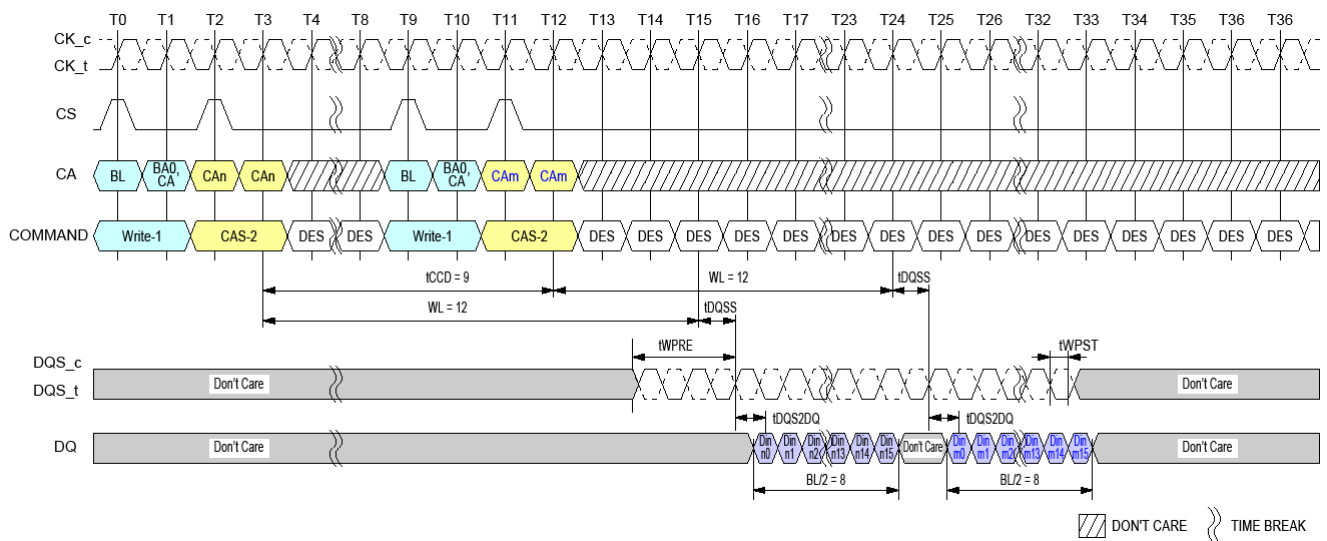 T0 T1 T2 T3 T4 T8 T9 T10 T11 T12 T13 T14 T15 T16 T17 T23 T24 T25 T26 T32 T33 T34 T35 T36 T36
CK_c
CK_t
CS
CA BL BA0, CA CAn CAn BL BA0, CA CAm CAm
COMMAND Write-1 CAS-2 DES DES Write-1 CAS-2 DES DES DES DES DES DES DES DES DES DES DES DES DES DES DES
tCCD = 9 WL = 12 tDQSS
WL = 12 tDQSS
tWPRE tWPST
DQS_c
DQS_t Don't Care Don't Care
tDQS2DQ tDQS2DQ
DQ Don't Care Din n0 Din n1 Din n2 Din n13 Din n14 Din n15 Don't Care Din m0 Din m1 Din m2 Din m13 Din m14 Din m15 Don't Care
BL/2 = 8 BL/2 = 8
DON'T CARE TIME BREAK